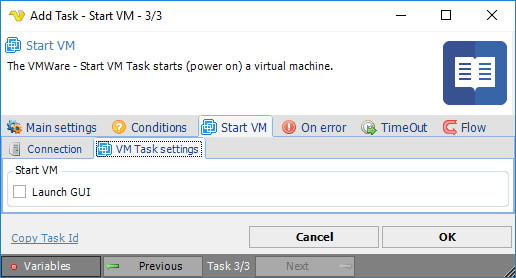 Add Task - Start VM - 3/3
Start VM
The VMWare - Start VM Task starts (power on) a virtual machine.
Main settings Conditions Start VM On error TimeOut Flow
Connection VM Task settings
Start VM
Launch GUI
Copy Task Id Cancel OK
Variables Previous Task 3/3 Next